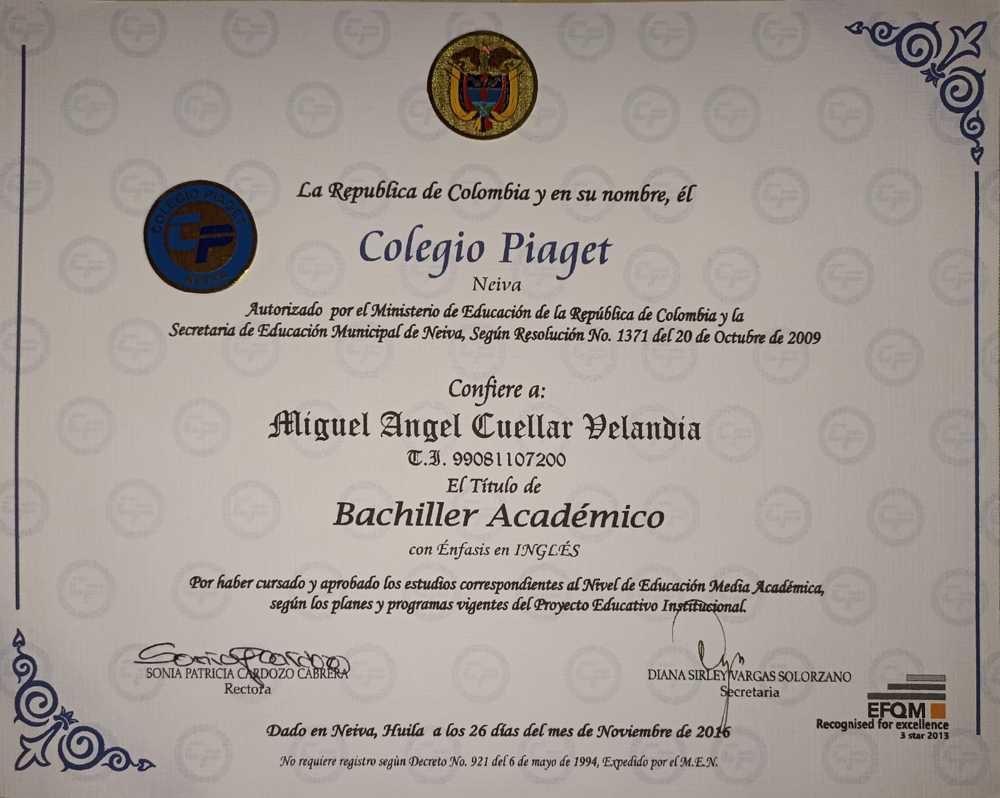 La Republica de Colombia y en su nombre, él
COLEGIO PIAGET
CP
NEIVA
Colegio Piaget
Neiva
Autorizado por el Ministerio de Educación de la República de Colombia y la
Secretaria de Educación Municipal de Neiva, Según Resolución No. 1371 del 20 de Octubre de 2009
Confiere a:
Miguel Angel Cuellar Velandia
T.I. 99081107200
El Título de
Bachiller Académico
con Énfasis en INGLÉS
Por haber cursado y aprobado los estudios correspondientes al Nivel de Educación Media Académica,
según los planes y programas vigentes del Proyecto Educativo Institucional.
SONIA PATRICIA CARDOZO CABRERA
Rectora
DIANA SIRLEY VARGAS SOLORZANO
Secretaria
EFQM
Recognised for excellence
3 star 2013
Dado en Neiva, Huila a los 26 días del mes de Noviembre de 2016
No requiere registro segùn Decreto No. 921 del 6 de mayo de 1994, Expedido por el M.E.N.